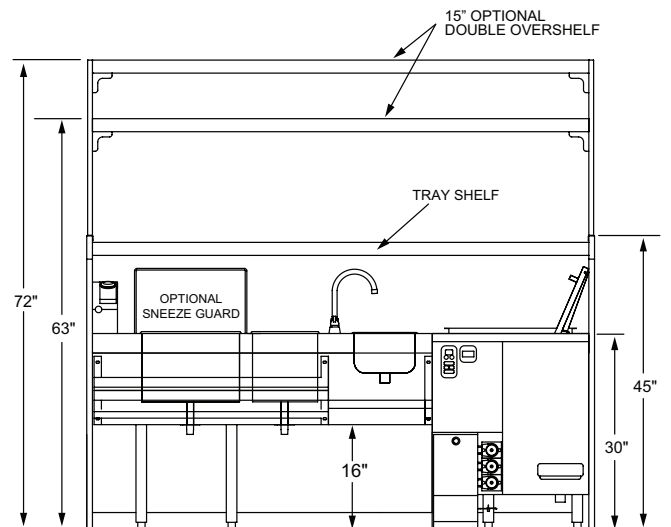 15" OPTIONAL
DOUBLE OVERSHELF
TRAY SHELF
OPTIONAL
SNEEZE GUARD
72"
63"
45"
30"
16"